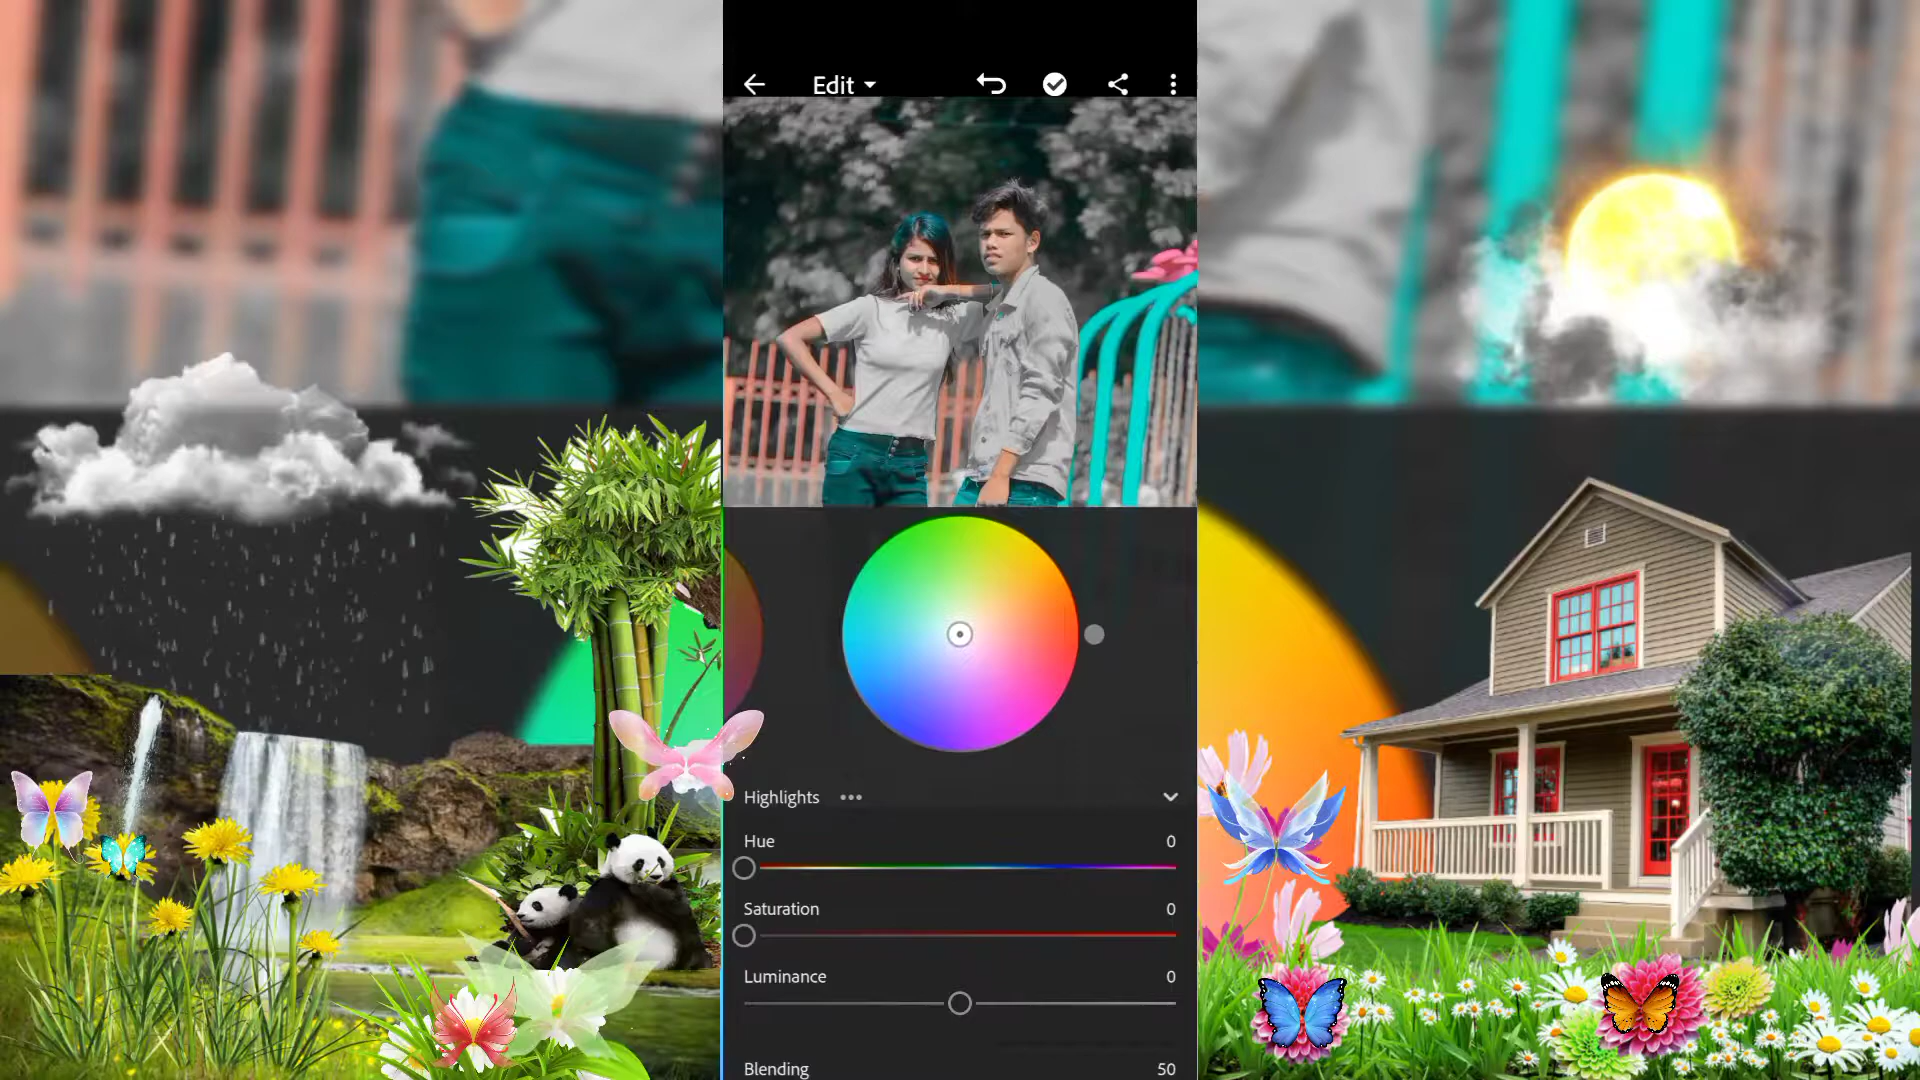 Edit
Highlights
Hue 0
Saturation 0
Luminance 0
Blending 50